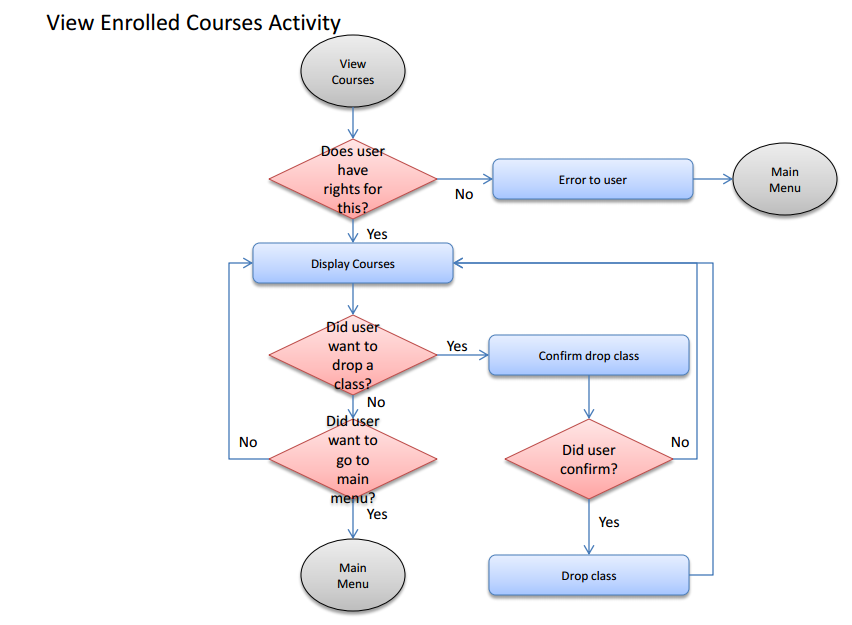 View Enrolled Courses Activity
View
Courses
Does user
have
rights for
this?
No
Error to user
Main
Menu
Yes
Display Courses
Did user
want to
drop a
class?
Yes
Confirm drop class
No
Did user
want to
go to
main
menu?
No
Did user
confirm?
No
Yes
Yes
Main
Menu
Drop class